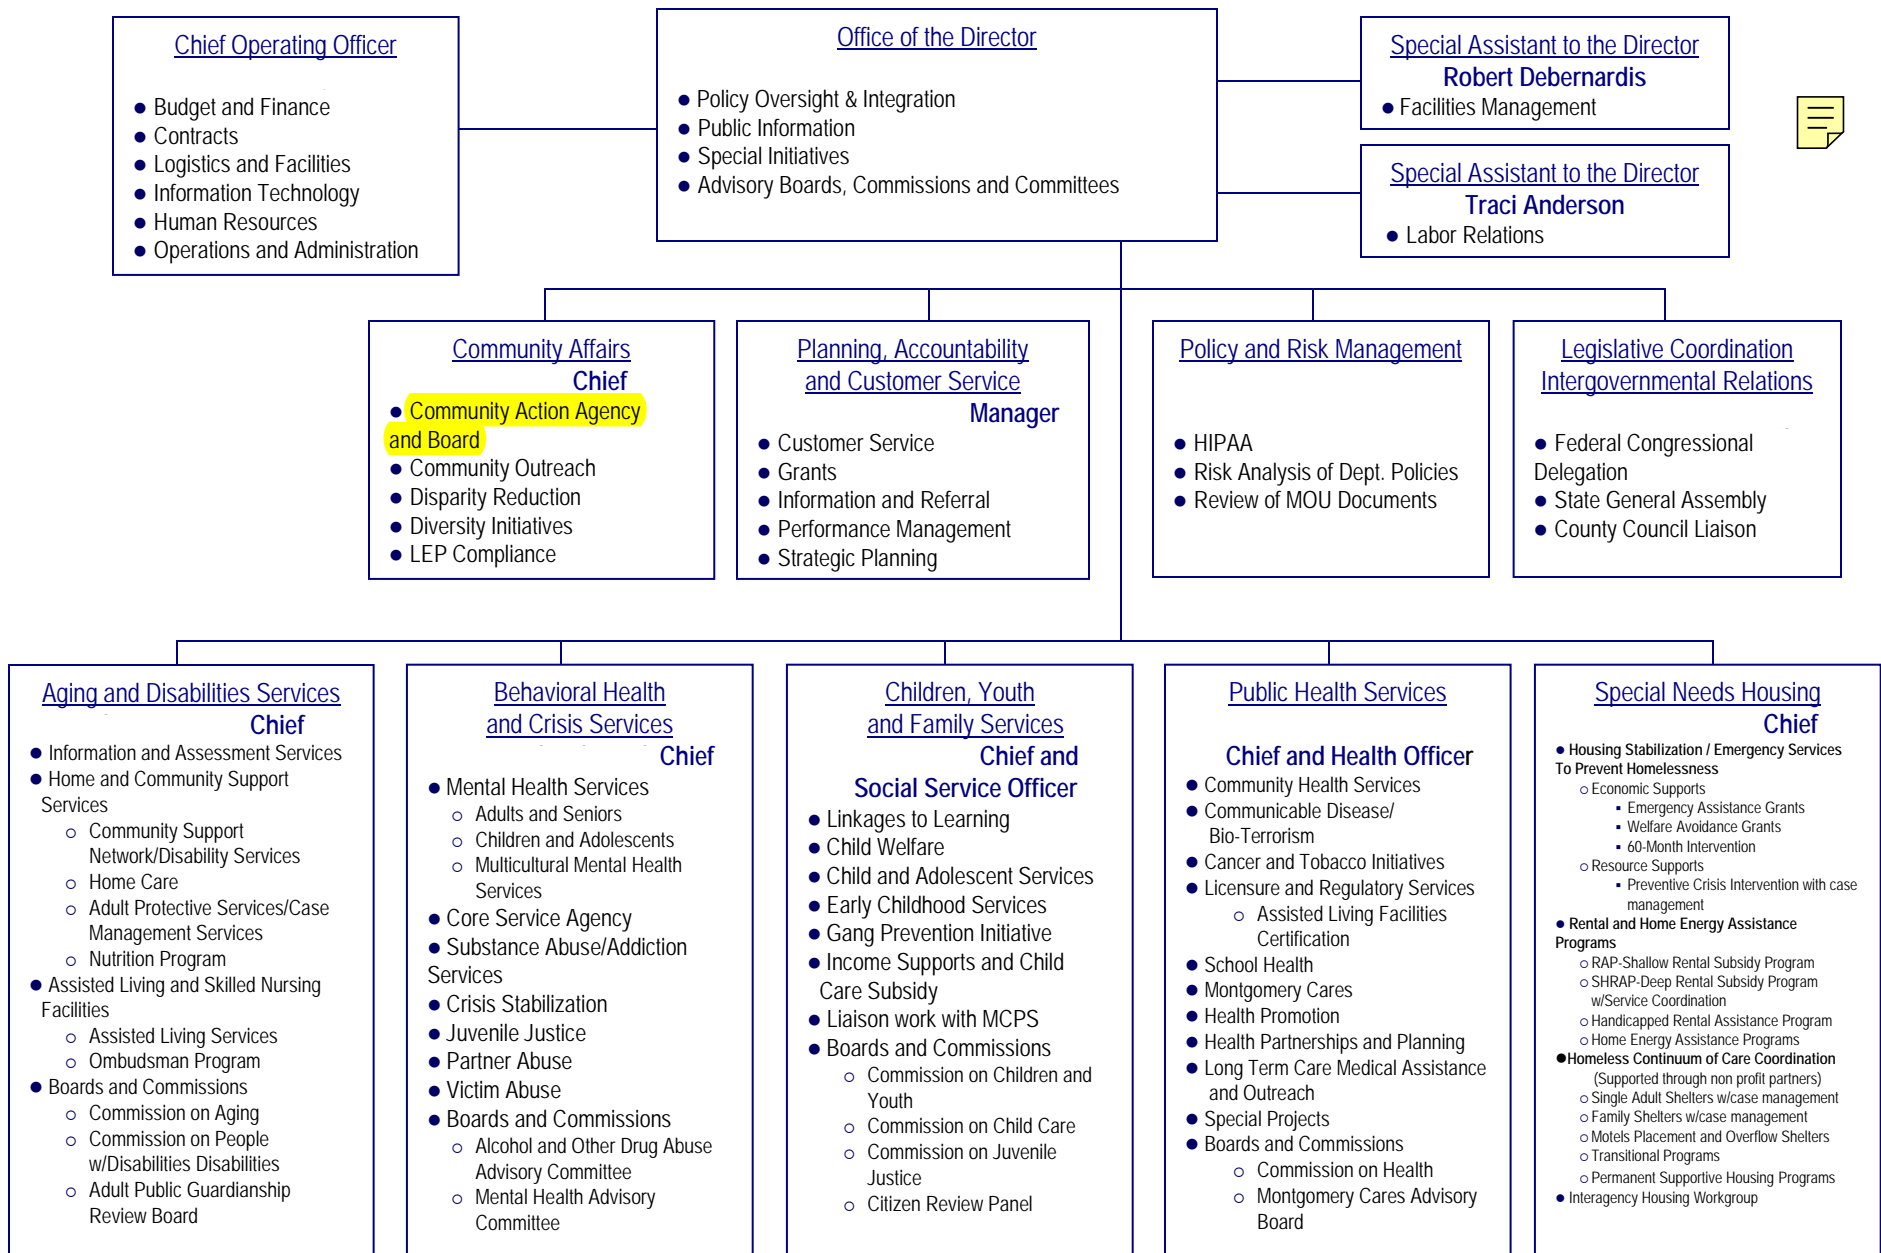 Chief Operating Officer
● Budget and Finance
● Contracts
● Logistics and Facilities
● Information Technology
● Human Resources
● Operations and Administration
Office of the Director
● Policy Oversight & Integration
● Public Information
● Special Initiatives
● Advisory Boards, Commissions and Committees
Special Assistant to the Director
Robert Debernardis
● Facilities Management
Special Assistant to the Director
Traci Anderson
● Labor Relations
Community Affairs
Chief
● Community Action Agency
and Board
● Community Outreach
● Disparity Reduction
● Diversity Initiatives
● LEP Compliance
Planning, Accountability
and Customer Service
Manager
● Customer Service
● Grants
● Information and Referral
● Performance Management
● Strategic Planning
Policy and Risk Management
● HIPAA
● Risk Analysis of Dept. Policies
● Review of MOU Documents
Legislative Coordination
Intergovernmental Relations
● Federal Congressional
Delegation
● State General Assembly
● County Council Liaison
Aging and Disabilities Services
Chief
● Information and Assessment Services
● Home and Community Support
Services
○ Community Support
Network/Disability Services
○ Home Care
○ Adult Protective Services/Case
Management Services
○ Nutrition Program
● Assisted Living and Skilled Nursing
Facilities
○ Assisted Living Services
○ Ombudsman Program
● Boards and Commissions
○ Commission on Aging
○ Commission on People
w/Disabilities Disabilities
○ Adult Public Guardianship
Review Board
Behavioral Health
and Crisis Services
Chief
● Mental Health Services
○ Adults and Seniors
○ Children and Adolescents
○ Multicultural Mental Health
Services
● Core Service Agency
● Substance Abuse/Addiction
Services
● Crisis Stabilization
● Juvenile Justice
● Partner Abuse
● Victim Abuse
● Boards and Commissions
○ Alcohol and Other Drug Abuse
Advisory Committee
○ Mental Health Advisory
Committee
Children, Youth
and Family Services
Chief and
Social Service Officer
● Linkages to Learning
● Child Welfare
● Child and Adolescent Services
● Early Childhood Services
● Gang Prevention Initiative
● Income Supports and Child
Care Subsidy
● Liaison work with MCPS
● Boards and Commissions
○ Commission on Children and
Youth
○ Commission on Child Care
○ Commission on Juvenile
Justice
○ Citizen Review Panel
Public Health Services
Chief and Health Officer
● Community Health Services
● Communicable Disease/
Bio-Terrorism
● Cancer and Tobacco Initiatives
● Licensure and Regulatory Services
○ Assisted Living Facilities
Certification
● School Health
● Montgomery Cares
● Health Promotion
● Health Partnerships and Planning
● Long Term Care Medical Assistance
and Outreach
● Special Projects
● Boards and Commissions
○ Commission on Health
○ Montgomery Cares Advisory
Board
Special Needs Housing
Chief
● Housing Stabilization / Emergency Services
To Prevent Homelessness
○ Economic Supports
▪ Emergency Assistance Grants
▪ Welfare Avoidance Grants
▪ 60-Month Intervention
○ Resource Supports
▪ Preventive Crisis Intervention with case
management
● Rental and Home Energy Assistance
Programs
○ RAP-Shallow Rental Subsidy Program
○ SHRAP-Deep Rental Subsidy Program
w/Service Coordination
○ Handicapped Rental Assistance Program
○ Home Energy Assistance Programs
● Homeless Continuum of Care Coordination
(Supported through non profit partners)
○ Single Adult Shelters w/case management
○ Family Shelters w/case management
○ Motels Placement and Overflow Shelters
○ Transitional Programs
○ Permanent Supportive Housing Programs
● Interagency Housing Workgroup